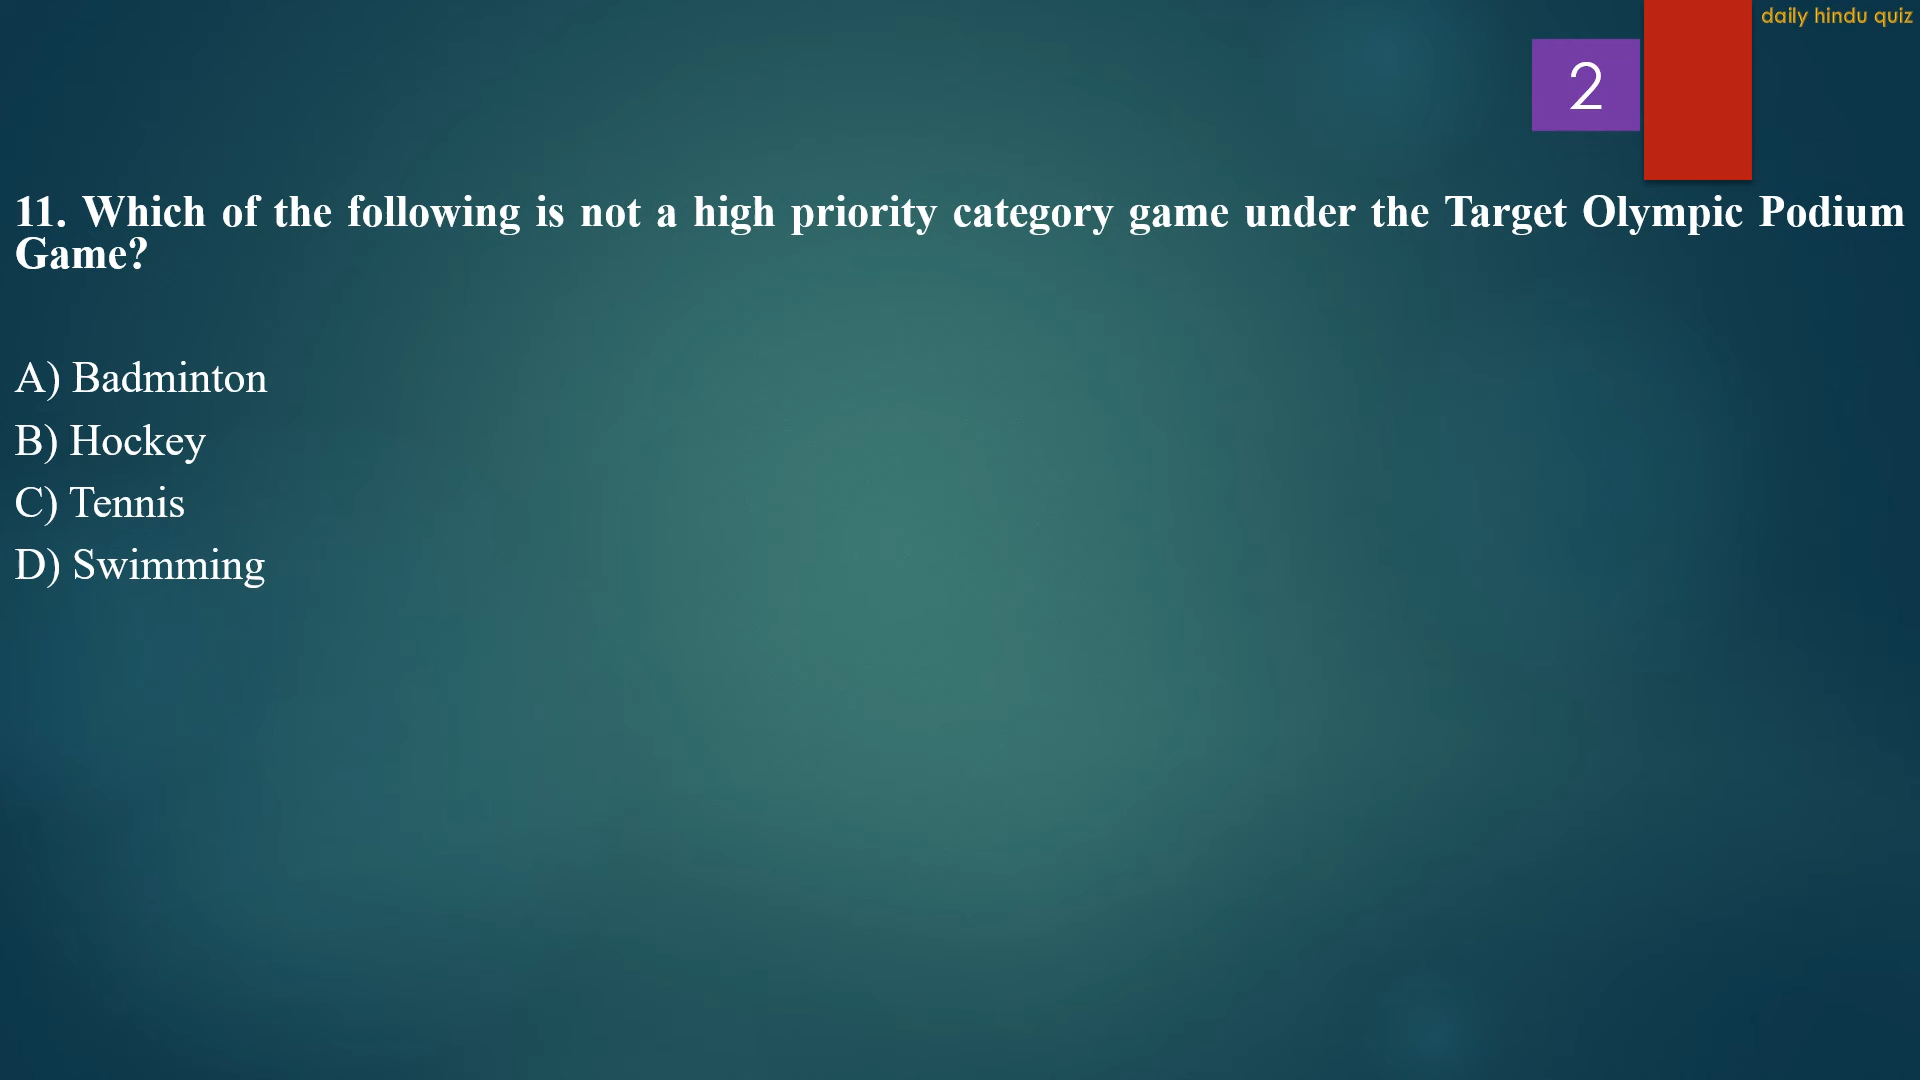 daily hindu quiz
2
11. Which of the following is not a high priority category game under the Target Olympic Podium
Game?
A) Badminton
B) Hockey
C) Tennis
D) Swimming